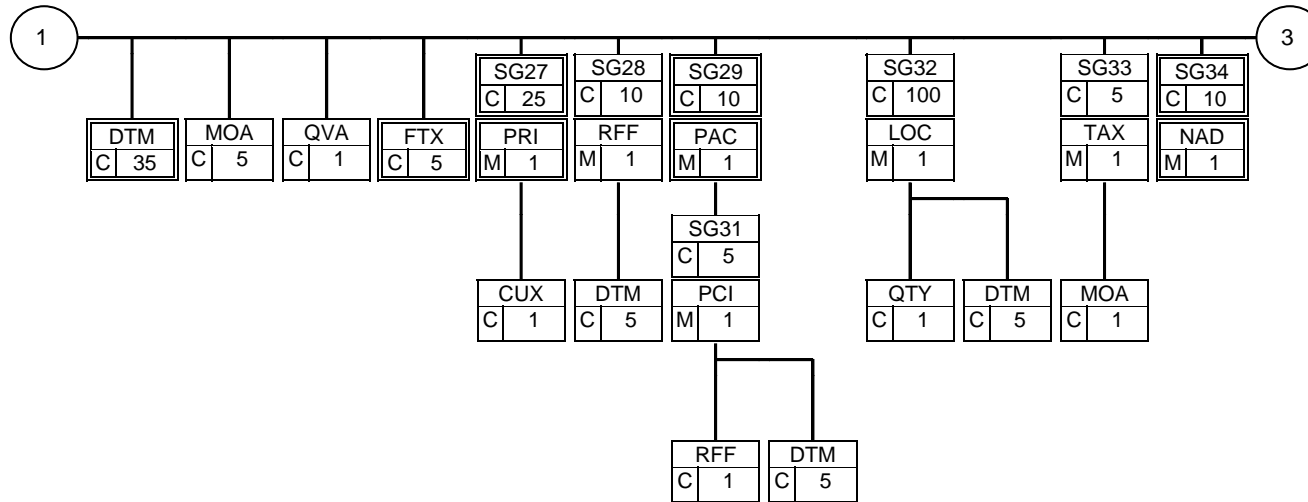 1
3
SG27
C 25
SG28
C 10
SG29
C 10
SG32
C 100
SG33
C 5
SG34
C 10
DTM
C 35
MOA
C 5
QVA
C 1
FTX
C 5
PRI
M 1
RFF
M 1
PAC
M 1
LOC
M 1
TAX
M 1
NAD
M 1
SG31
C 5
CUX
C 1
DTM
C 5
PCI
M 1
QTY
C 1
DTM
C 5
MOA
C 1
RFF
C 1
DTM
C 5